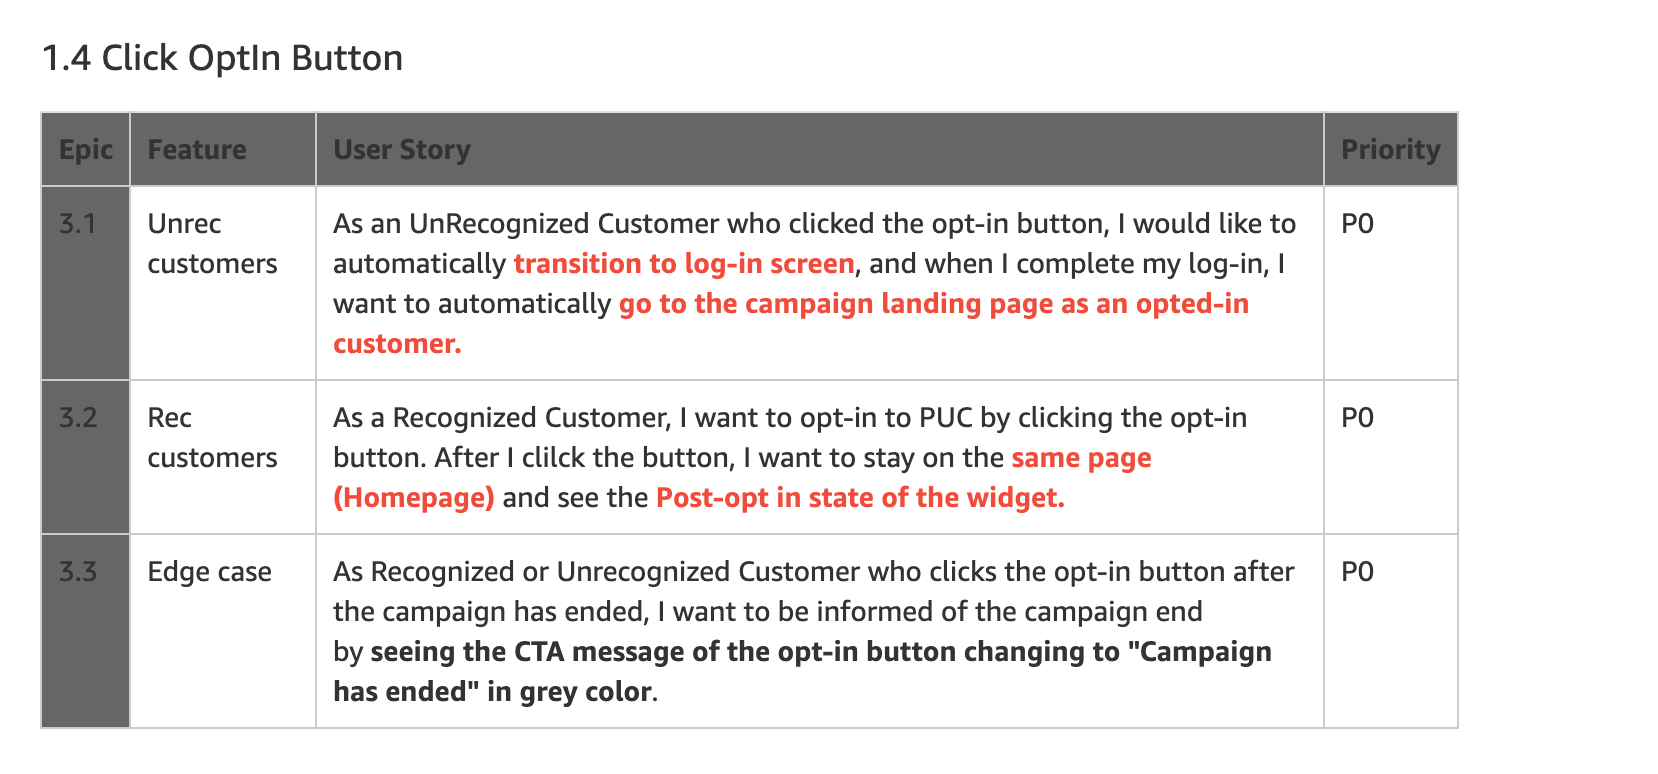 1.4 Click OptIn Button
Epic Feature User Story Priority
3.1 Unrec customers As an UnRecognized Customer who clicked the opt-in button, I would like to P0
automatically transition to log-in screen, and when I complete my log-in, I
want to automatically go to the campaign landing page as an opted-in
customer.
3.2 Rec customers As a Recognized Customer, I want to opt-in to PUC by clicking the opt-in P0
button. After I clilck the button, I want to stay on the same page
(Homepage) and see the Post-opt in state of the widget.
3.3 Edge case As Recognized or Unrecognized Customer who clicks the opt-in button after P0
the campaign has ended, I want to be informed of the campaign end
by seeing the CTA message of the opt-in button changing to "Campaign
has ended" in grey color.